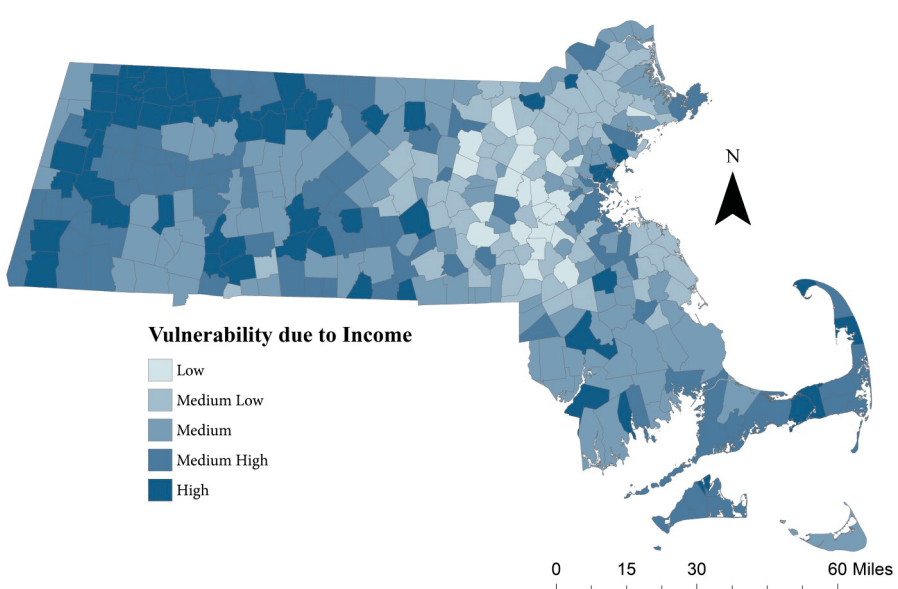 N
Vulnerability due to Income
Low
Medium Low
Medium
Medium High
High
0 15 30 60 Miles